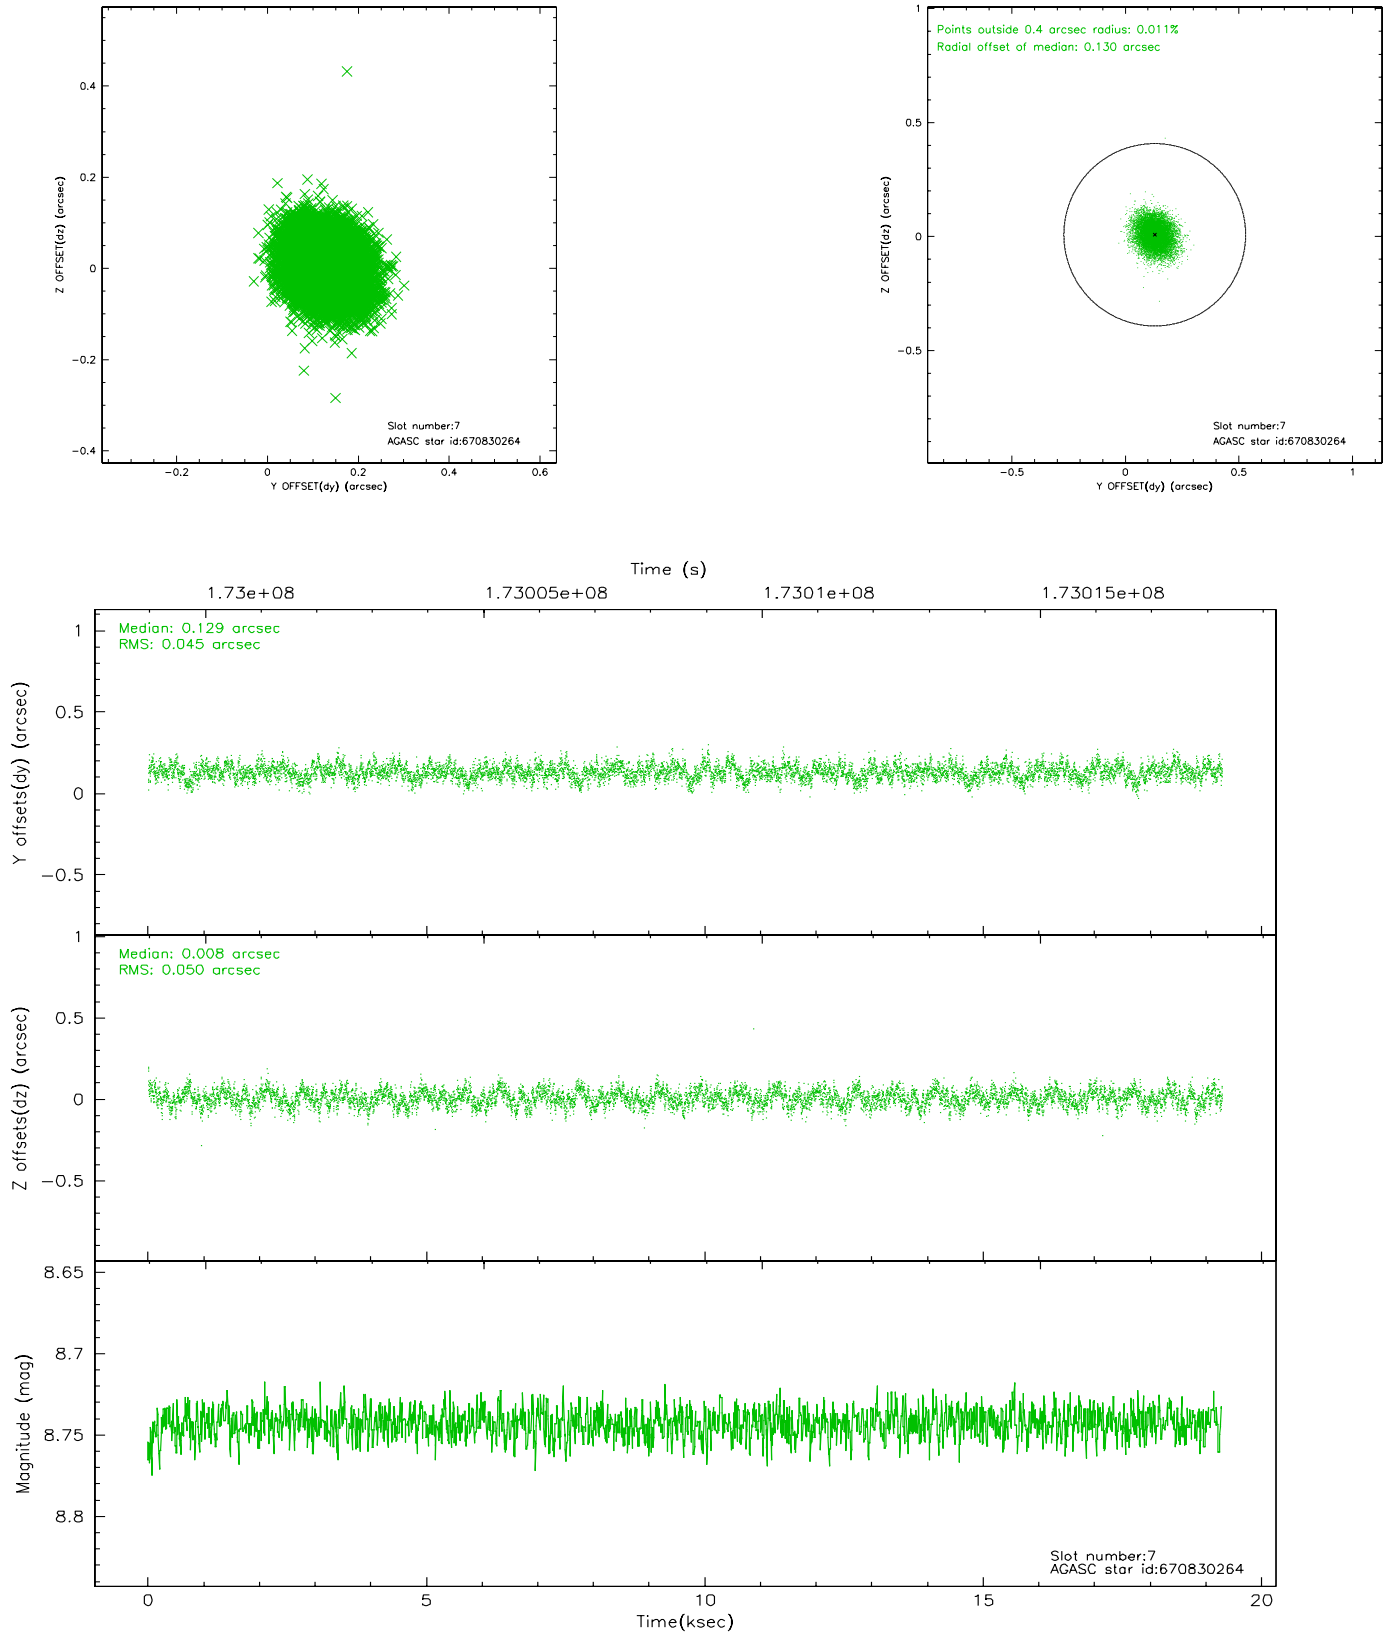 0.4
0.2
0
−0.2
−0.4
Z OFFSET(dz) (arcsec)
Slot number:7
AGASC star id:670830264
−0.2 0 0.2 0.4 0.6
Y OFFSET(dy) (arcsec)
Points outside 0.4 arcsec radius: 0.011%
Radial offset of median: 0.130 arcsec
1
0.5
0
−0.5
Z OFFSET(dz) (arcsec)
Slot number:7
AGASC star id:670830264
−0.5 0 0.5 1
Y OFFSET(dy) (arcsec)
Time (s)
1.73e+08 1.73005e+08 1.7301e+08 1.73015e+08
Median: 0.129 arcsec
RMS: 0.045 arcsec
1
0.5
0
−0.5
Y offsets(dy) (arcsec)
Median: 0.008 arcsec
RMS: 0.050 arcsec
1
0.5
0
−0.5
Z offsets(dz) (arcsec)
8.65
8.7
8.75
8.8
Magnitude (mag)
Slot number:7
AGASC star id:670830264
0 5 10 15 20
Time(ksec)